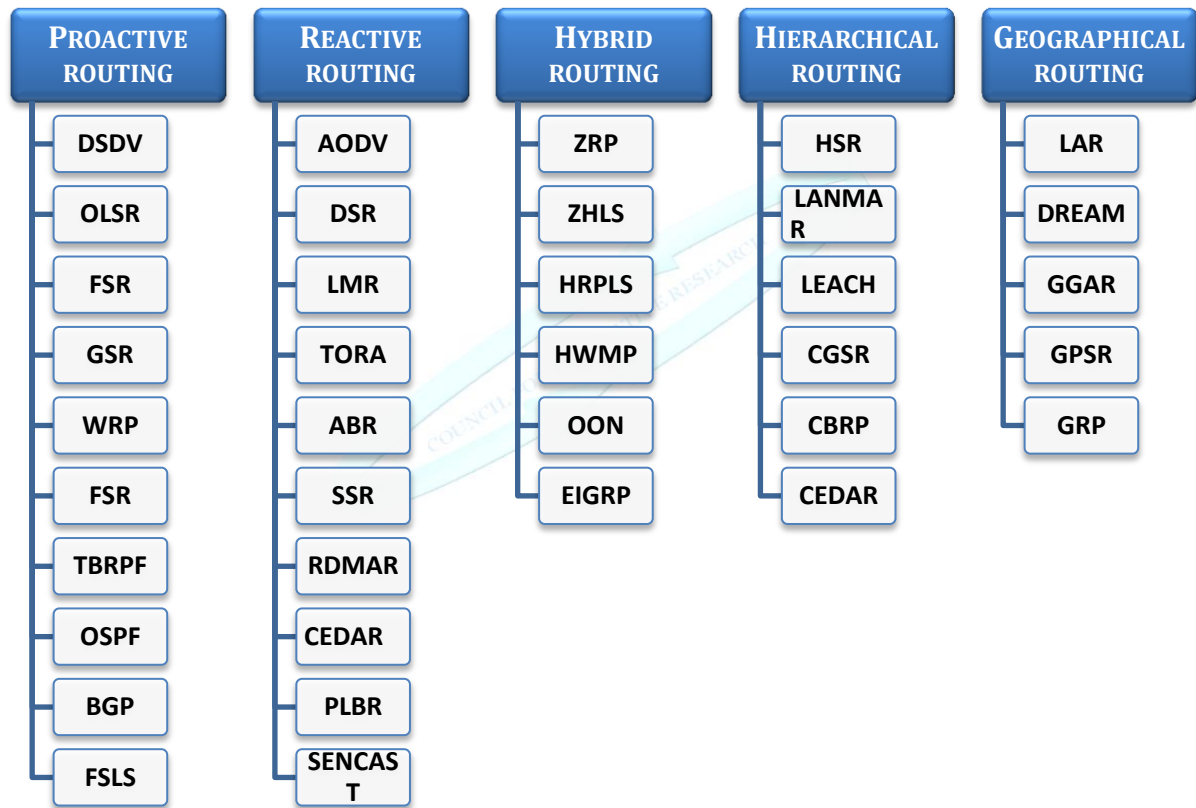 PROACTIVE
ROUTING
DSDV
OLSR
FSR
GSR
WRP
FSR
TBRPF
OSPF
BGP
FSLS
REACTIVE
ROUTING
AODV
DSR
LMR
TORA
ABR
SSR
RDMAR
CEDAR
PLBR
SENCAS
T
HYBRID
ROUTING
ZRP
ZHLS
HRPLS
HWMP
OON
EIGRP
HIERARCHICAL
ROUTING
HSR
LANMA
R
LEACH
CGSR
CBRP
CEDAR
GEOGRAPHICAL
ROUTING
LAR
DREAM
GGAR
GPSR
GRP
COUNCIL RESEARCH